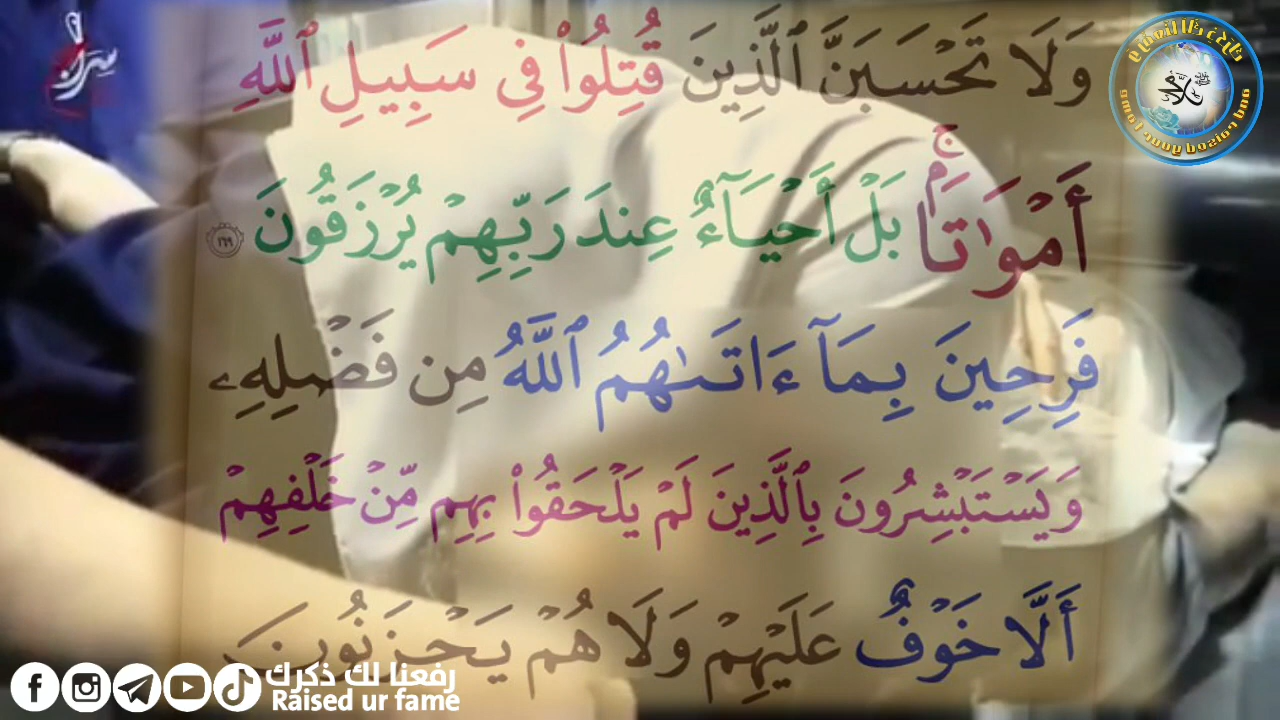 وَلَا تَحْسَبَنَّ ٱلَّذِينَ قُتِلُوا۟ فِى سَبِيلِ ٱللَّهِ
أَمْوَٰتًۢا ۚ بَلْ أَحْيَآءٌ عِندَ رَبِّهِمْ يُرْزَقُونَ ١٦٩
فَرِحِينَ بِمَآ ءَاتَىٰهُمُ ٱللَّهُ مِن فَضْلِهِۦ
وَيَسْتَبْشِرُونَ بِٱلَّذِينَ لَمْ يَلْحَقُوا۟ بِهِم مِّنْ خَلْفِهِمْ
أَلَّا خَوْفٌ عَلَيْهِمْ وَلَا هُمْ يَحْزَنُونَ
رفعنا لك ذكرك
Raised ur fame